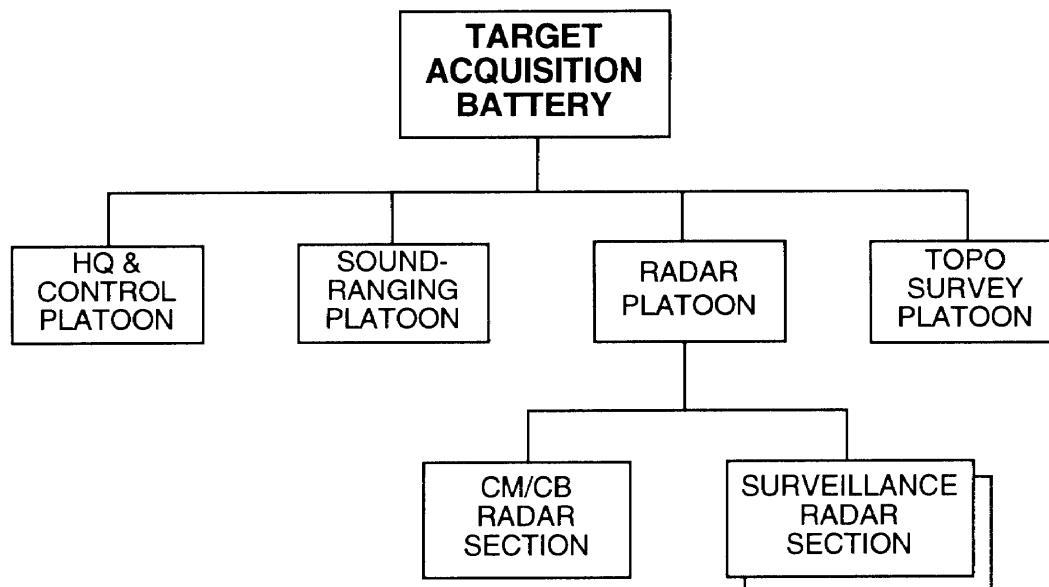 TARGET
ACQUISITION
BATTERY
HQ &
CONTROL
PLATOON
SOUND-
RANGING
PLATOON
RADAR
PLATOON
TOPO
SURVEY
PLATOON
CM/CB
RADAR
SECTION
SURVEILLANCE
RADAR
SECTION